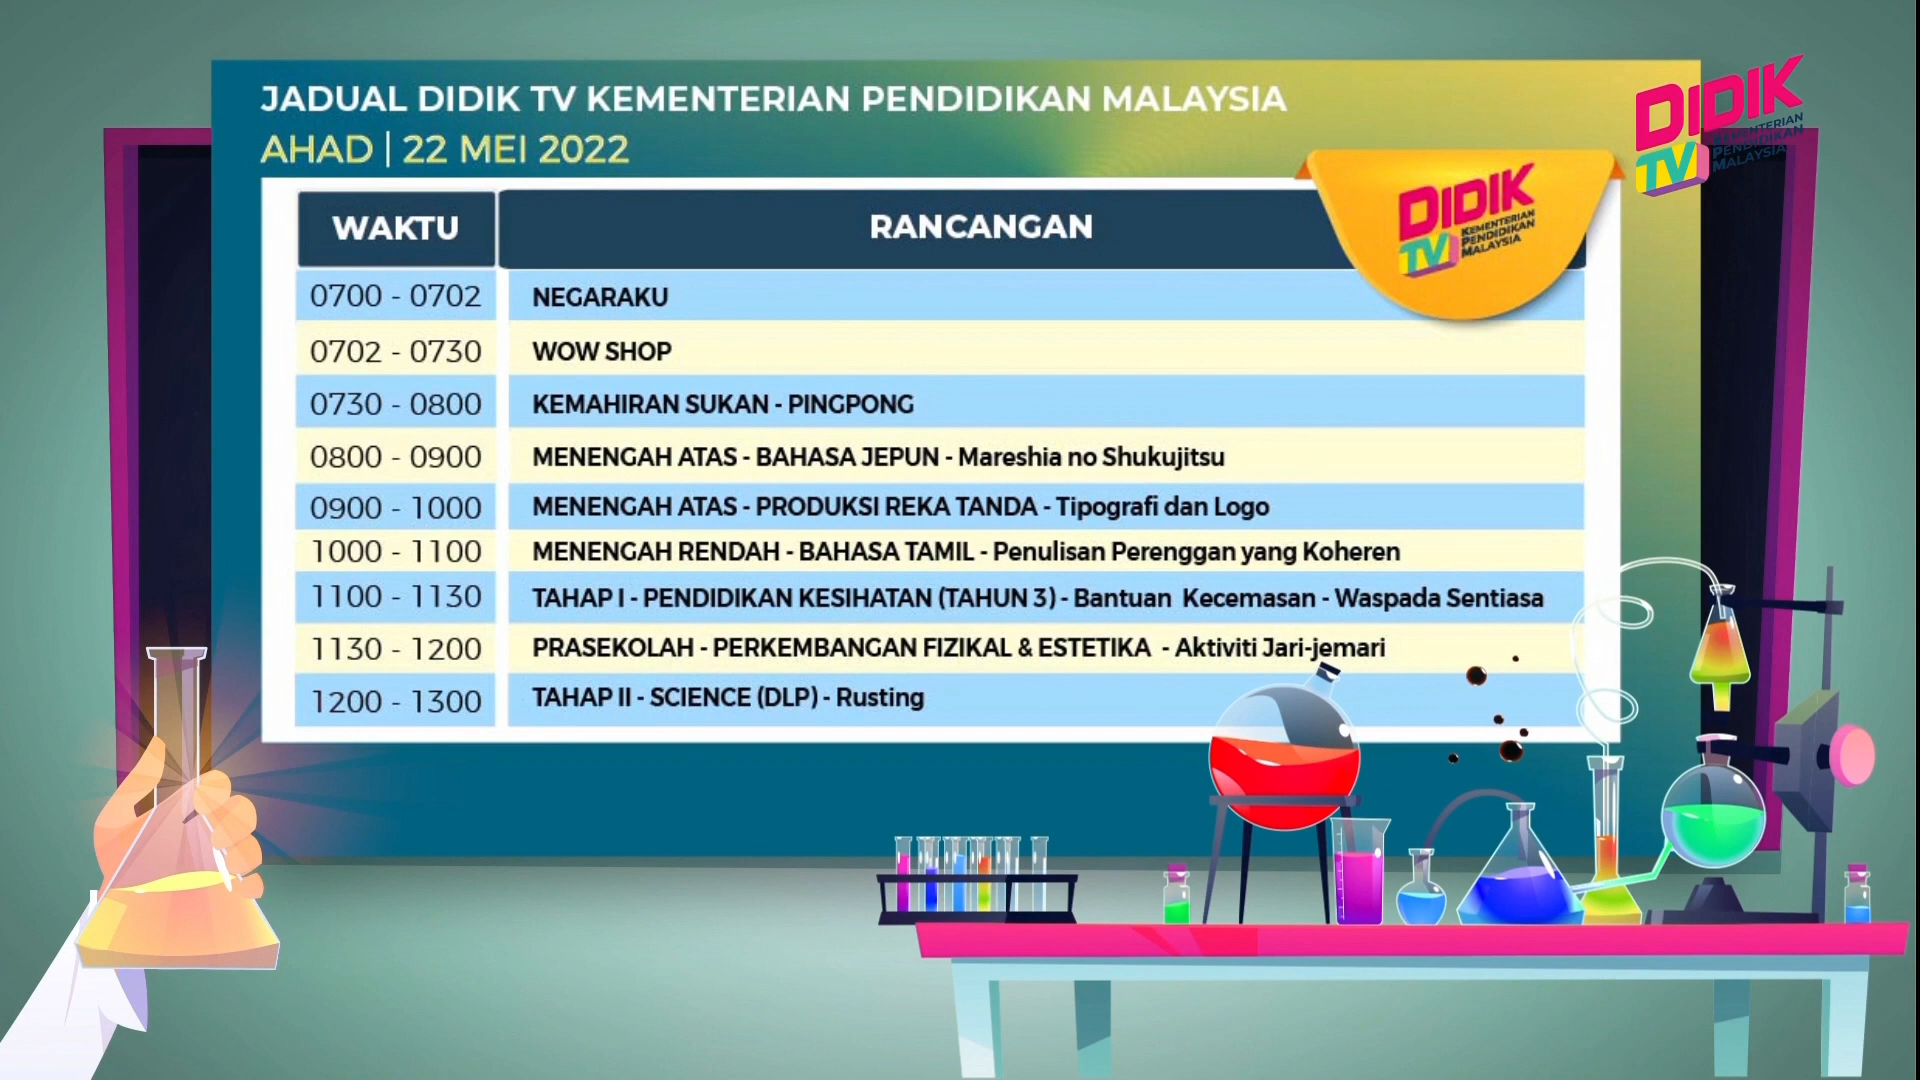 JADUAL DIDIK TV KEMENTERIAN PENDIDIKAN MALAYSIA
AHAD | 22 MEI 2022
DIDIK
TV
KEMENTERIAN
PENDIDIKAN
MALAYSIA
DIDIK
TV
KEMENTERIAN
PENDIDIKAN
MALAYSIA
WAKTU RANCANGAN
0700 - 0702 NEGARAKU
0702 - 0730 WOW SHOP
0730 - 0800 KEMAHIRAN SUKAN - PINGPONG
0800 - 0900 MENENGAH ATAS - BAHASA JEPUN - Mareshia no Shukujitsu
0900 - 1000 MENENGAH ATAS - PRODUKSI REKA TANDA - Tipografi dan Logo
1000 - 1100 MENENGAH RENDAH - BAHASA TAMIL - Penulisan Perenggan yang Koheren
1100 - 1130 TAHAP I - PENDIDIKAN KESIHATAN (TAHUN 3) - Bantuan Kecemasan - Waspada Sentiasa
1130 - 1200 PRASEKOLAH - PERKEMBANGAN FIZIKAL & ESTETIKA - Aktiviti Jari-jemari
1200 - 1300 TAHAP II - SCIENCE (DLP) - Rusting